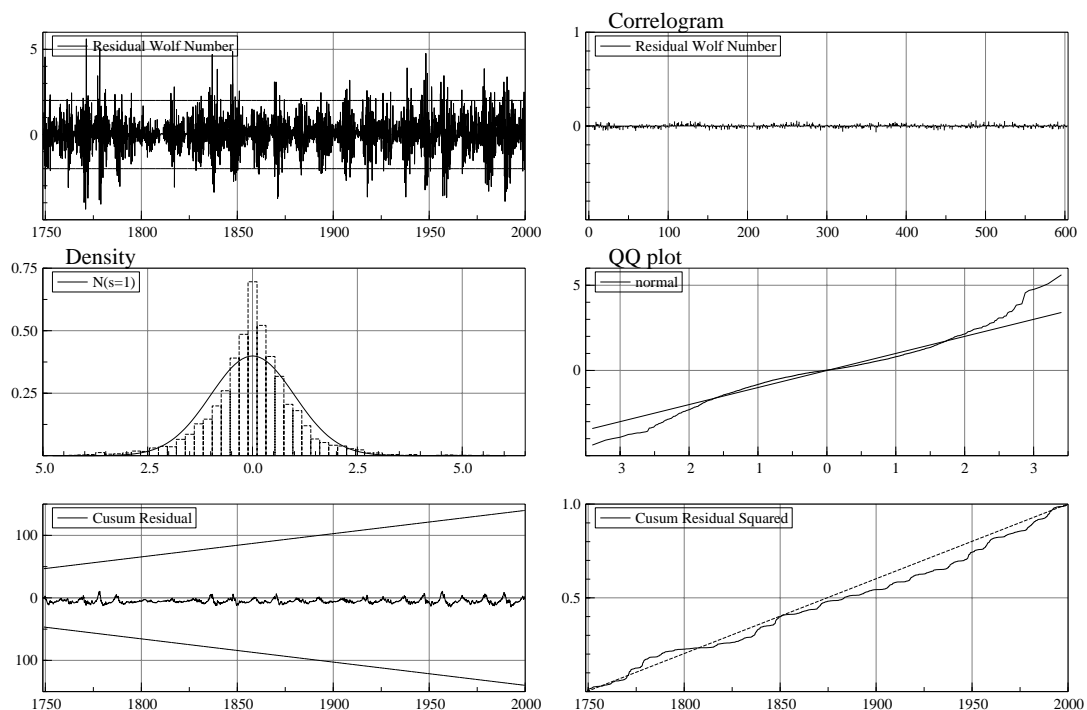 Correlogram
Residual Wolf Number
5
0
1750 1800 1850 1900 1950 2000
1
Residual Wolf Number
0
0 100 200 300 400 500 600
Density
0.75
N(s=1)
0.50
0.25
5.0 2.5 0.0 2.5 5.0
QQ plot
normal
5
0
3 2 1 0 1 2 3
Cusum Residual
100
0
100
1750 1800 1850 1900 1950 2000
1.0
Cusum Residual Squared
0.5
1750 1800 1850 1900 1950 2000